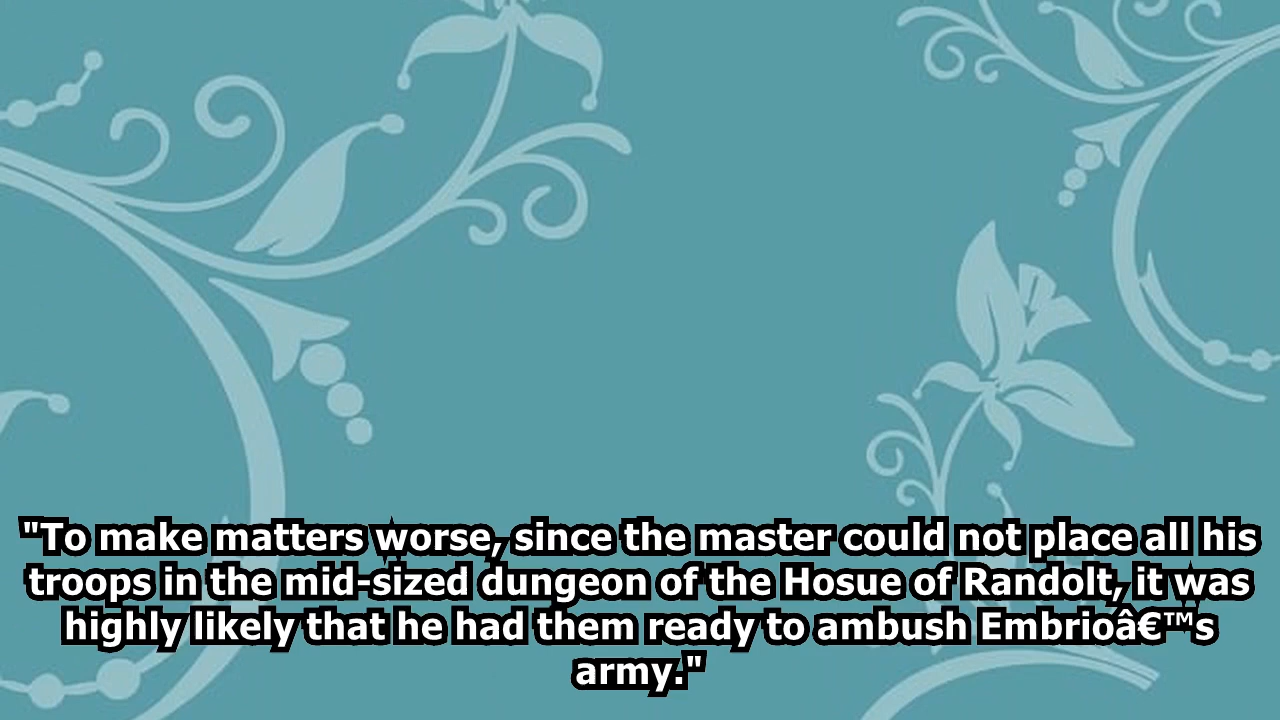 "To make matters worse, since the master could not place all his
troops in the mid-sized dungeon of the Hosue of Randolt, it was
highly likely that he had them ready to ambush Embrioâ€™s
army."